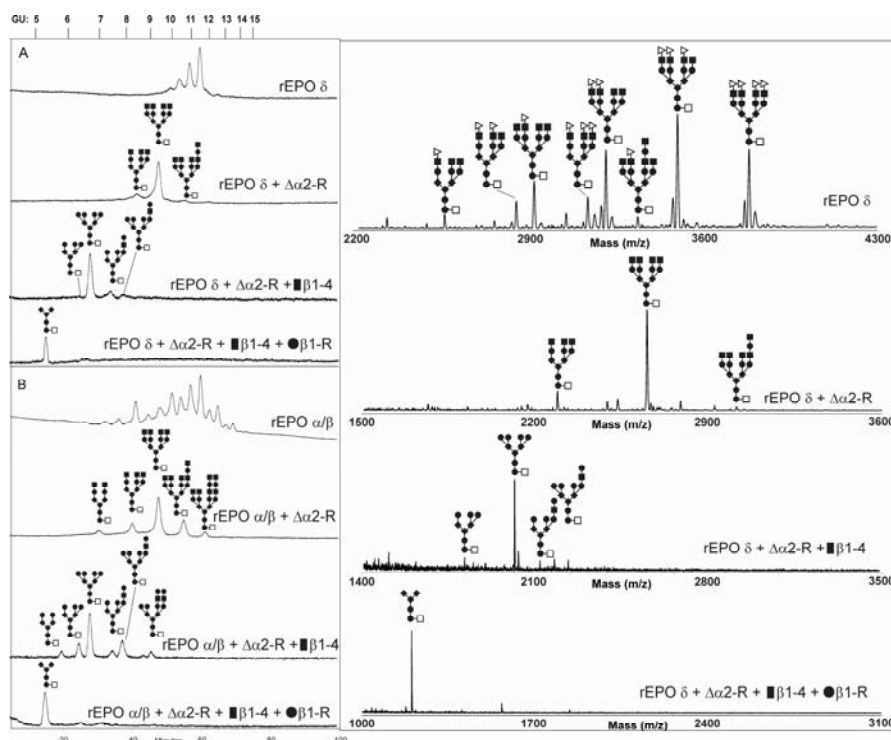 GU: 5 6 7 8 9 10 11 12 13 14 15
A
rEPO δ
rEPO δ + Δα2-R
rEPO δ + Δα2-R + ■β1-4
rEPO δ + Δα2-R + ■β1-4 + ●β1-R
B
rEPO α/β
rEPO α/β + Δα2-R
rEPO α/β + Δα2-R + ■β1-4
rEPO α/β + Δα2-R + ■β1-4 + ●β1-R
rEPO δ
2200 2900 3600 4300
Mass (m/z)
rEPO δ + Δα2-R
1500 2200 2900 3600
Mass (m/z)
rEPO δ + Δα2-R + ■β1-4
1400 2100 2800 3500
Mass (m/z)
rEPO δ + Δα2-R + ■β1-4 + ●β1-R
1000 1700 2400 3100
Mass (m/z)